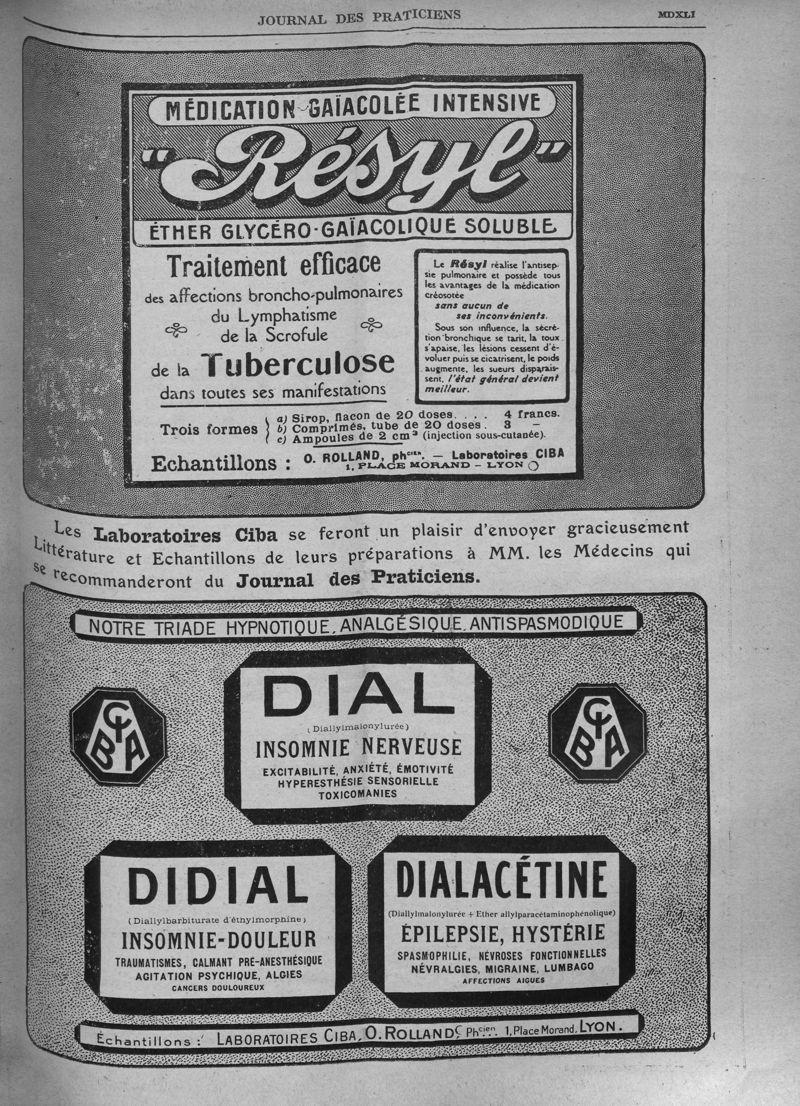 JOURNAL DES PRATICIENS
MDXLI
MÉDICATION GAÏACOLÉE INTENSIVE
"Résyl"
ÉTHER GLYCÉRO-GAÏACOLIQUE SOLUBLE
Traitement efficace
des affections broncho-pulmonaires
du Lymphatisme
de la Scrofule
de la Tuberculose
dans toutes ses manifestations
Le Résyl réalise l'antisep-
sie pulmonaire et possède tous
les avantages de la médication
créosotée
sans aucun de
ses inconvénients.
Sous son influence, la sécré-
tion bronchique se tarit, la toux
s'apaise, les lésions cessent d'é-
voluer puis se cicatrisent, le poids
augmente, les sueurs disparais-
sent, l'état général devient
meilleur.
Trois formes
a) Sirop, flacon de 20 doses. . . . 4 francs.
b) Comprimés, tube de 20 doses. 3 –
c) Ampoules de 2 cm³ (injection sous-cutanée).
Echantillons : O. ROLLAND, phcien. – Laboratoires CIBA
1, PLACE MORAND – LYON
Les Laboratoires Ciba se feront un plaisir d'envoyer gracieusement
Littérature et Echantillons de leurs préparations à MM. les Médecins qui
se recommanderont du Journal des Praticiens.
NOTRE TRIADE HYPNOTIQUE, ANALGÉSIQUE, ANTISPASMODIQUE
CIBA
DIAL
(Diallylmalonylurée)
INSOMNIE NERVEUSE
EXCITABILITÉ, ANXIÉTÉ, ÉMOTIVITÉ
HYPERESTHÉSIE SENSORIELLE
TOXICOMANIES
CIBA
DIDIAL
(Diallylbarbiturate d'éthylmorphine)
INSOMNIE-DOULEUR
TRAUMATISMES, CALMANT PRE-ANESTHÉSIQUE
AGITATION PSYCHIQUE, ALGIES
CANCERS DOULOUREUX
DIALACÉTINE
(Diallylmalonylurée + Ether allylparacétaminophénolique)
ÉPILEPSIE, HYSTÉRIE
SPASMOPHILIE, NÉVROSES FONCTIONNELLES
NÉVRALGIES, MIGRAINE, LUMBAGO
AFFECTIONS AIGUES
Échantillons : LABORATOIRES CIBA, O. ROLLAND, Phcien. 1, Place Morand, LYON.